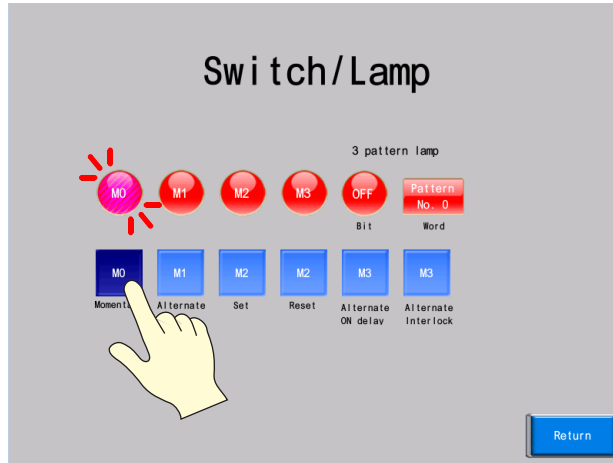 Switch/Lamp
3 pattern lamp
M0 M1 M2 M3 OFF Pattern No. 0
Bit Word
M0 M1 M2 M2 M3 M3
Alternate Set Reset Alternate ON delay Alternate Interlock
Return